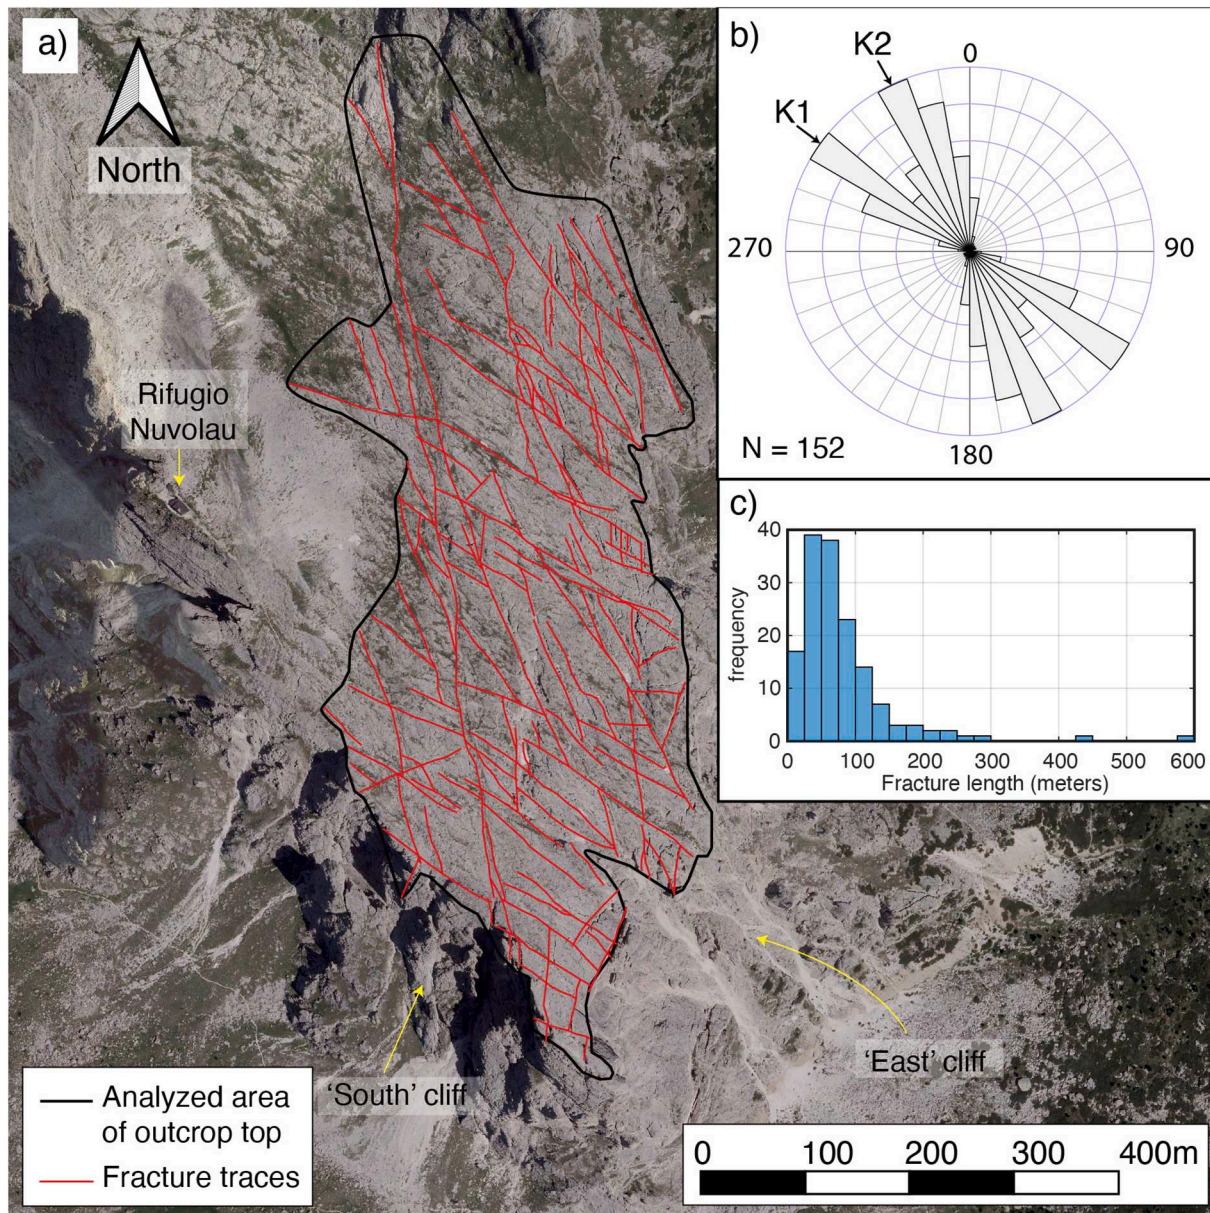 a)
North
Rifugio
Nuvolau
'South' cliff
'East' cliff
Analyzed area
of outcrop top
Fracture traces
0 100 200 300 400m
b)
K2
K1
0
270
90
180
N = 152
c)
40
30
20
10
0
frequency
0 100 200 300 400 500 600
Fracture length (meters)